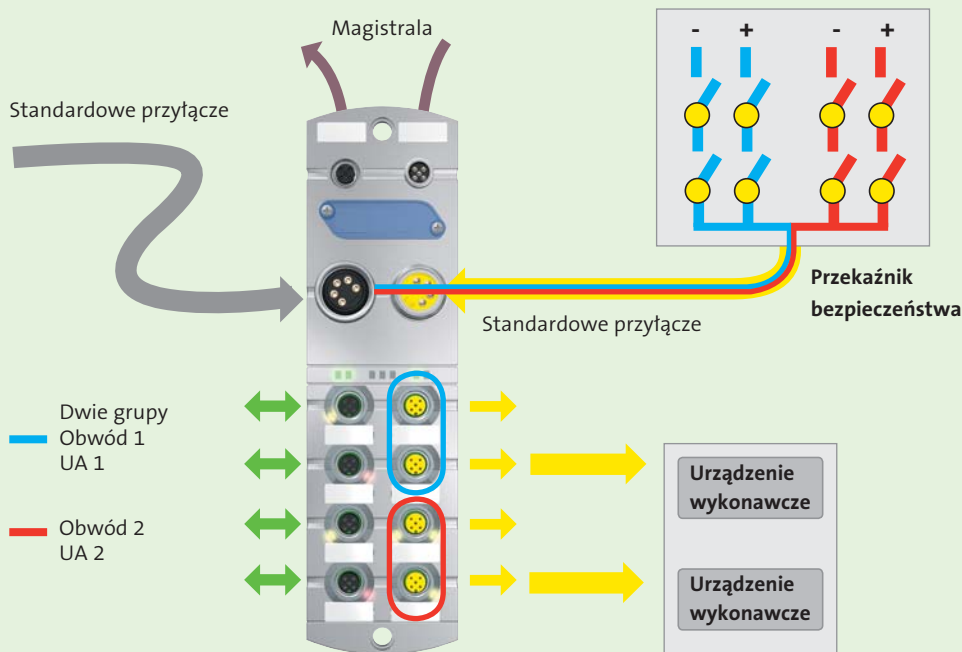 Magistrala
- + - +
Standardowe przyłącze
Przekaźnik
bezpieczeństwa
Standardowe przyłącze
Dwie grupy
Obwód 1
UA 1
Obwód 2
UA 2
Urządzenie
wykonawcze
Urządzenie
wykonawcze